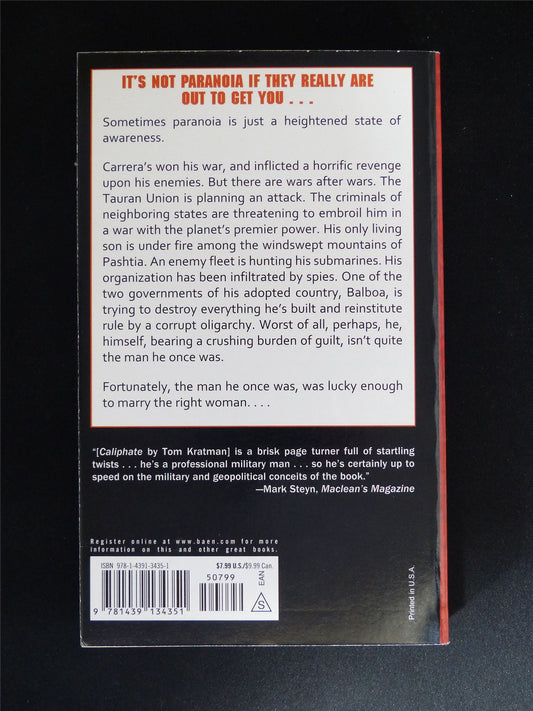 IT'S NOT PARANOIA IF THEY REALLY ARE
OUT TO GET YOU . . .
Sometimes paranoia is just a heightened state of
awareness.
Carrera's won his war, and inflicted a horrific revenge
upon his enemies. But there are wars after wars. The
Tauran Union is planning an attack. The criminals of
neighboring states are threatening to embroil him in
a war with the planet's premier power. His only living
son is under fire among the windswept mountains of
Pashtia. An enemy fleet is hunting his submarines. His
organization has been infiltrated by spies. One of the
two governments of his adopted country, Balboa, is
trying to destroy everything he's built and reinstitute
rule by a corrupt oligarchy. Worst of all, perhaps, he,
himself, bearing a crushing burden of guilt, isn't quite
the man he once was.
Fortunately, the man he once was, was lucky enough
to marry the right woman. . . .
"[Caliphate by Tom Kratman] is a brisk page turner full of startling
twists . . . he's a professional military man . . . so he's certainly up to
speed on the military and geopolitical conceits of the book."
—Mark Steyn, Maclean's Magazine
Register online at www.baen.com for more
information on this and other great books.
ISBN 978-1-4391-3435-1
$7.99 U.S./$9.99 Can.
50799
EAN
S
9 781439 134351
Printed in U.S.A.